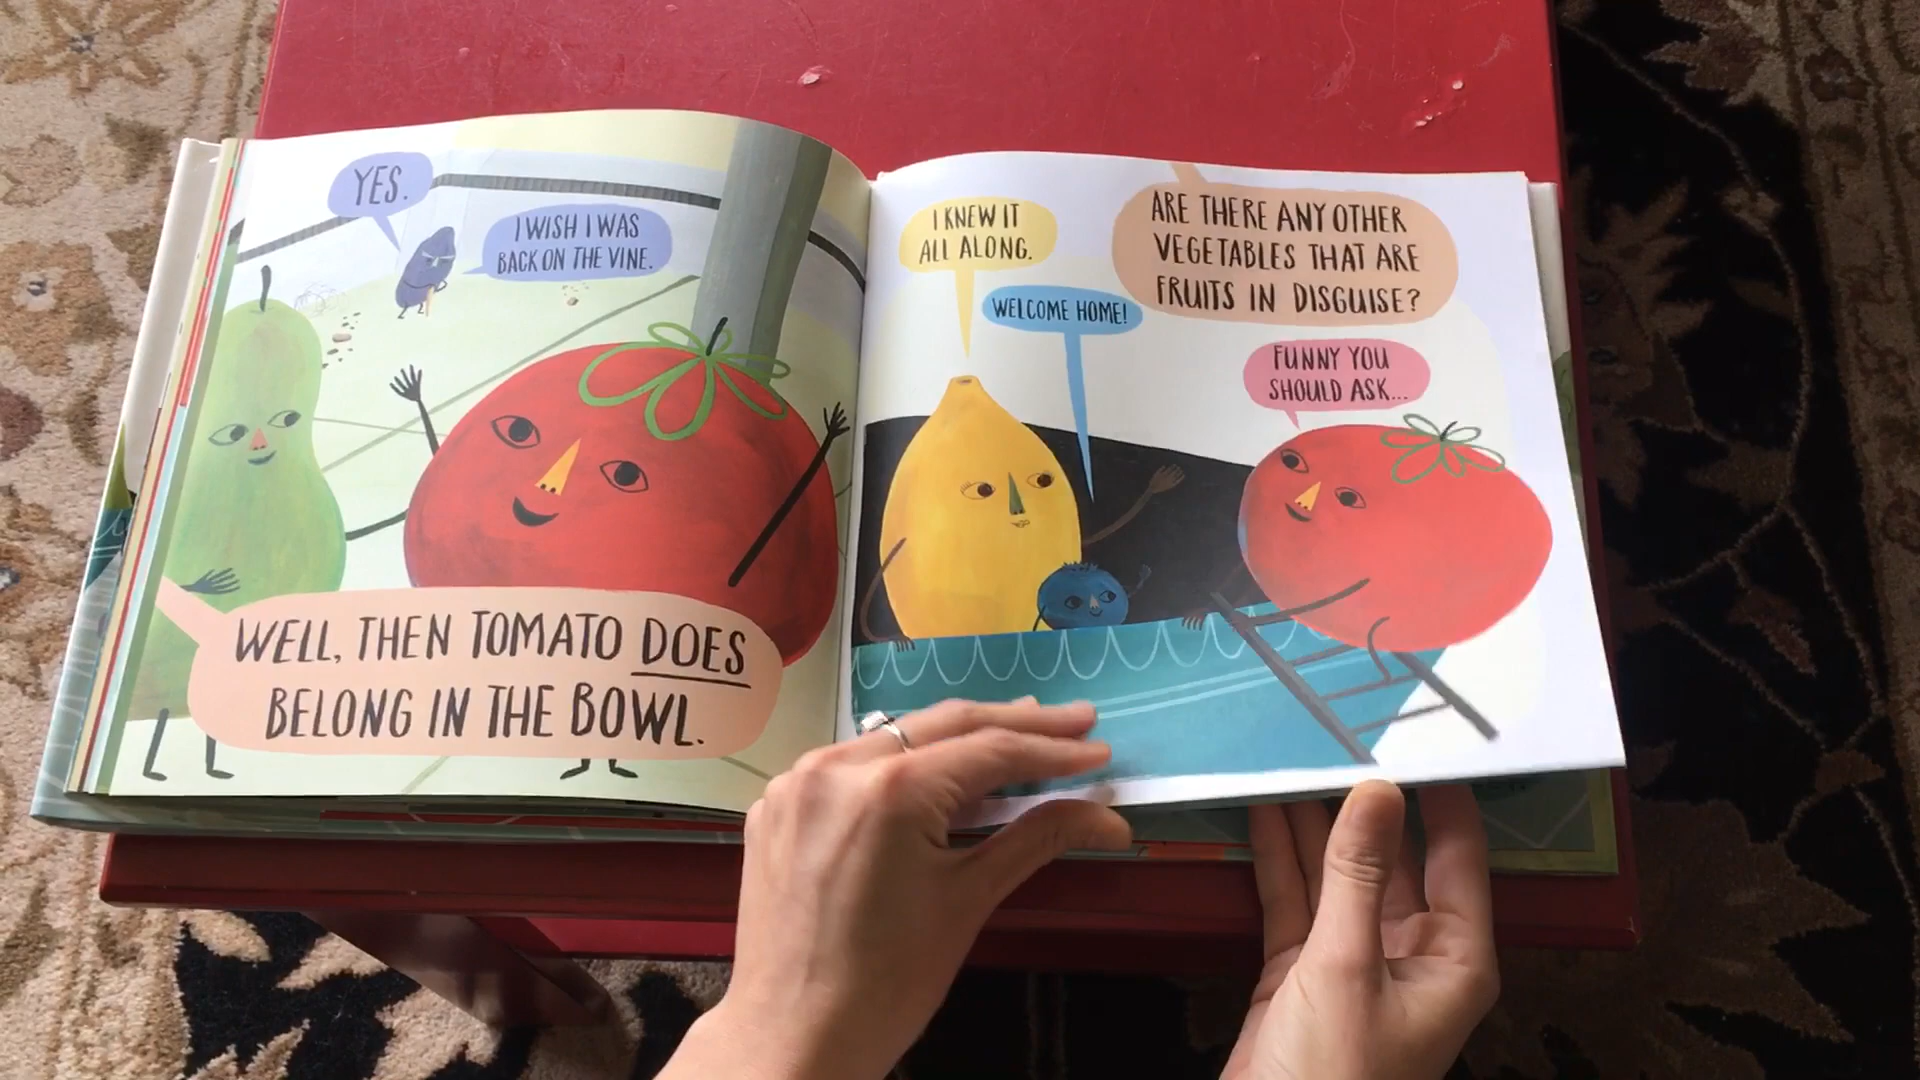 YES.
I WISH I WAS
BACK ON THE VINE.
WELL, THEN TOMATO DOES
BELONG IN THE BOWL.
I KNEW IT
ALL ALONG.
WELCOME HOME!
ARE THERE ANY OTHER
VEGETABLES THAT ARE
FRUITS IN DISGUISE?
FUNNY YOU
SHOULD ASK...